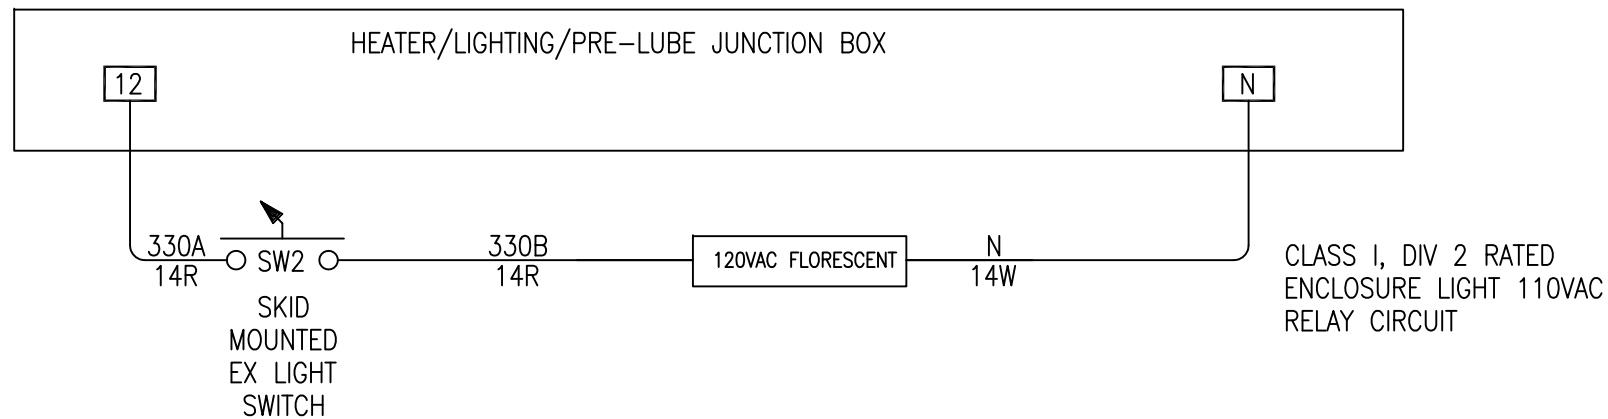 HEATER/LIGHTING/PRE-LUBE JUNCTION BOX
12
N
330A
14R
SW2
SKID
MOUNTED
EX LIGHT
SWITCH
330B
14R
120VAC FLORESCENT
N
14W
CLASS I, DIV 2 RATED
ENCLOSURE LIGHT 110VAC
RELAY CIRCUIT